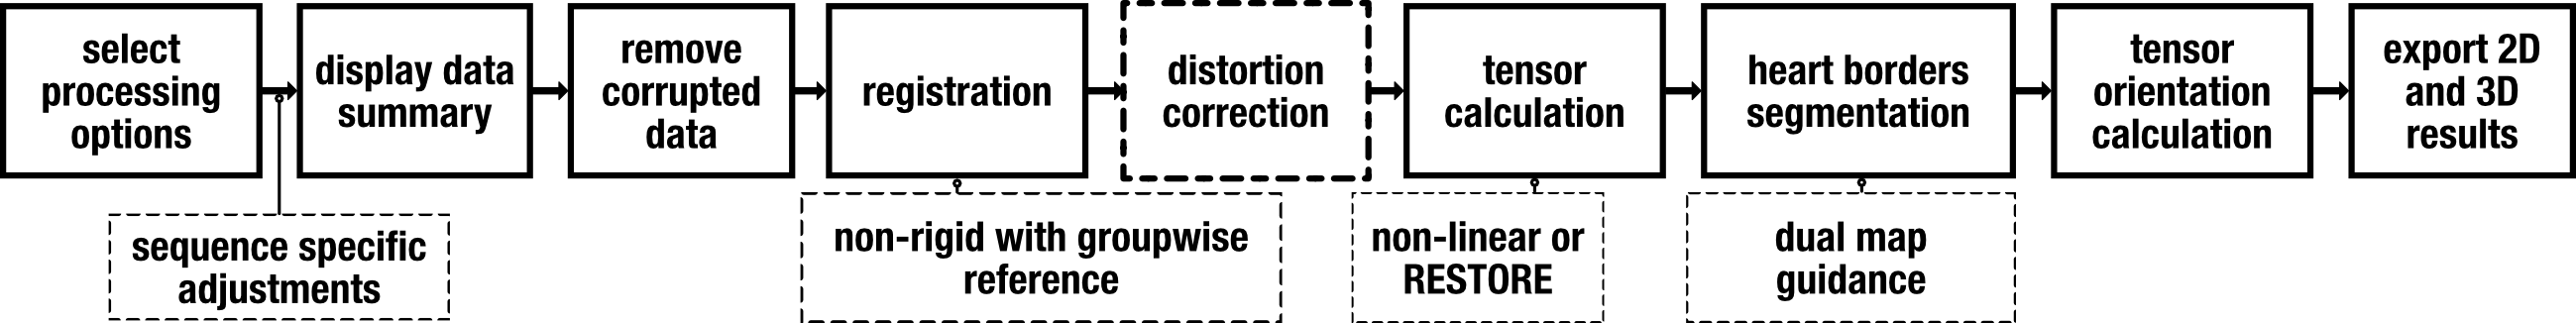 select
processing
options
display data
summary
remove
corrupted
data
registration
distortion
correction
tensor
calculation
heart borders
segmentation
tensor
orientation
calculation
export 2D
and 3D
results
sequence specific
adjustments
non-rigid with groupwise
reference
non-linear or
RESTORE
dual map
guidance